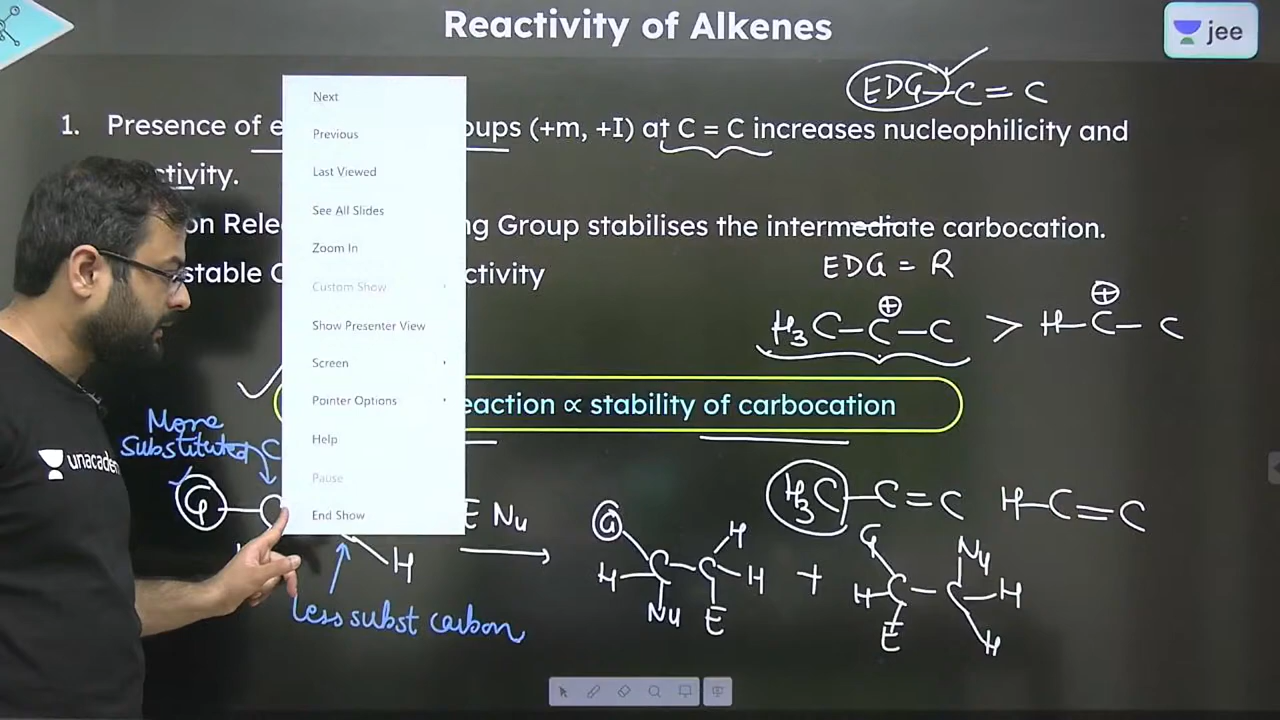 Reactivity of Alkenes
jee
EDG-C=C
1. Presence of e
oups (+m, +I) at C = C increases nucleophilicity and
ctivity.
on Rele
ng Group stabilises the intermediate carbocation.
EDG = R
stable C
ctivity
H3C-C-C > H-C-C
⊕ ⊕
eaction ∝ stability of carbocation
Next
Previous
Last Viewed
See All Slides
Zoom In
Custom Show
Show Presenter View
Screen
Pointer Options
Help
Pause
End Show
More
Substituted C
unacade
G-C
H
less subst carbon
E Nu
G
H-C-C-H
H
Nu E
+
H3C-C=C H-C=C
G
Nu
H-C-C-H
E H